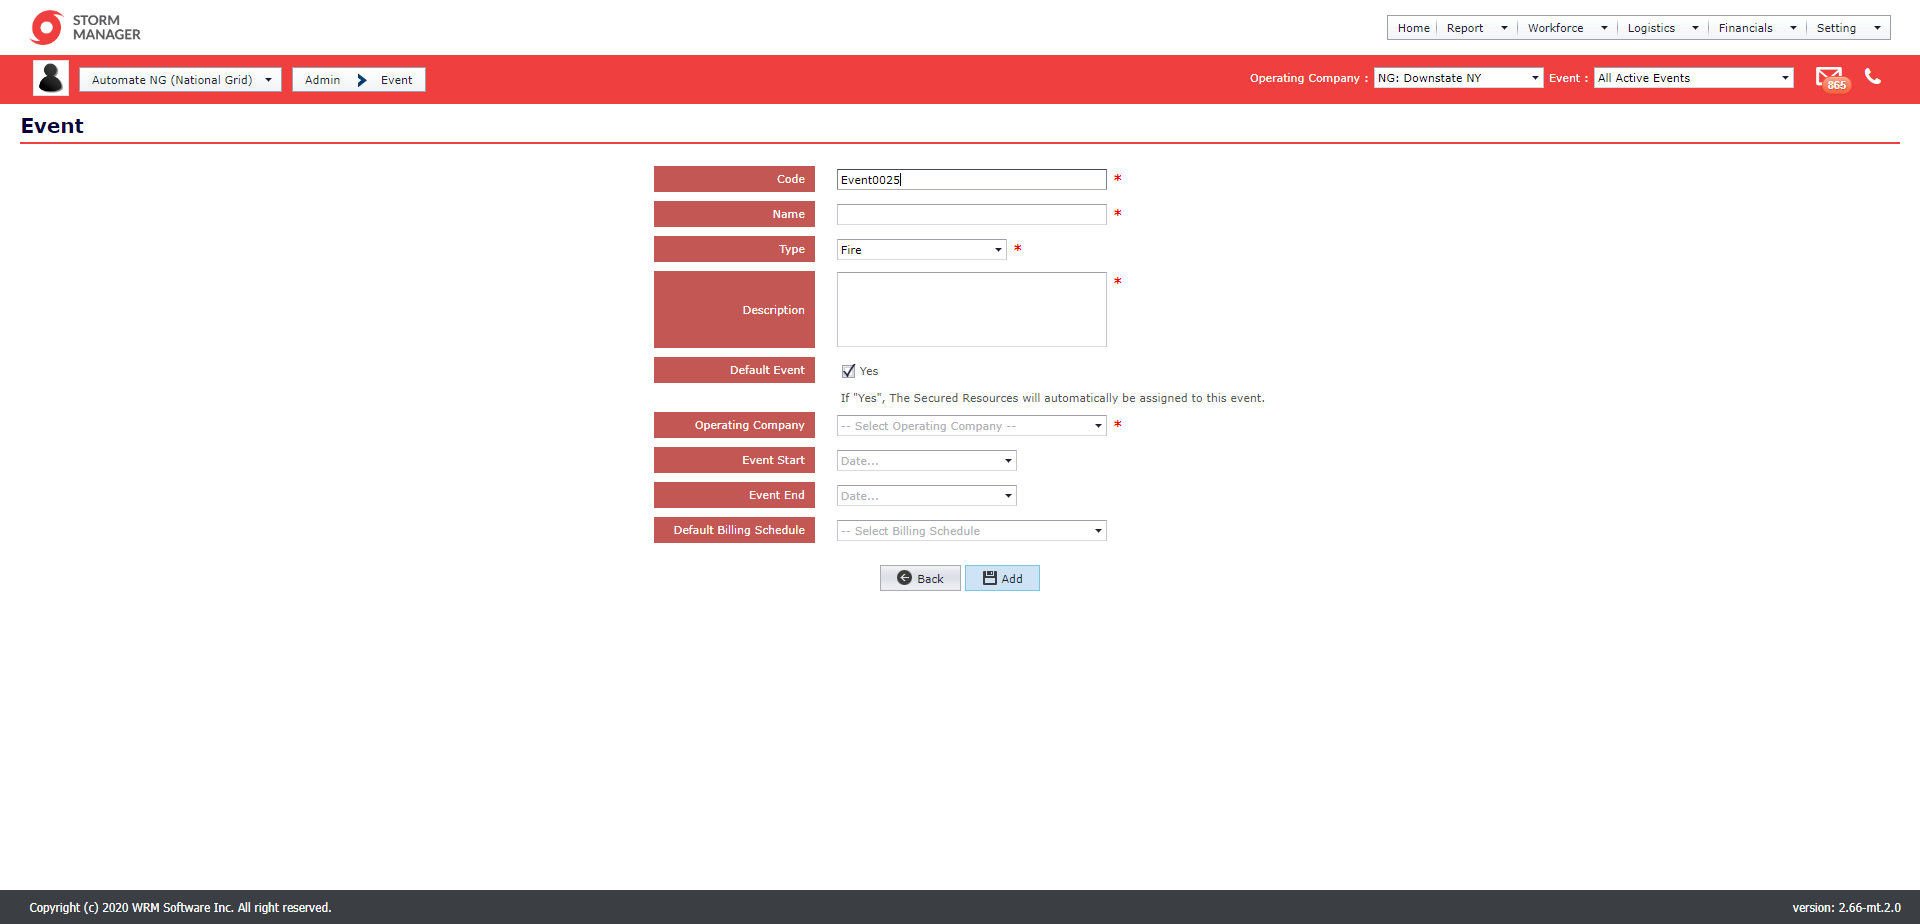 STORM
MANAGER
Home Report Workforce Logistics Financials Setting
Automate NG (National Grid) Admin Event Operating Company : NG: Downstate NY Event : All Active Events 865
Event
Code Event0025 *
Name *
Type Fire *
Description *
Default Event Yes
If "Yes", The Secured Resources will automatically be assigned to this event.
Operating Company -- Select Operating Company -- *
Event Start Date...
Event End Date...
Default Billing Schedule -- Select Billing Schedule
Back Add
Copyright (c) 2020 WRM Software Inc. All right reserved. version: 2.66-mt.2.0